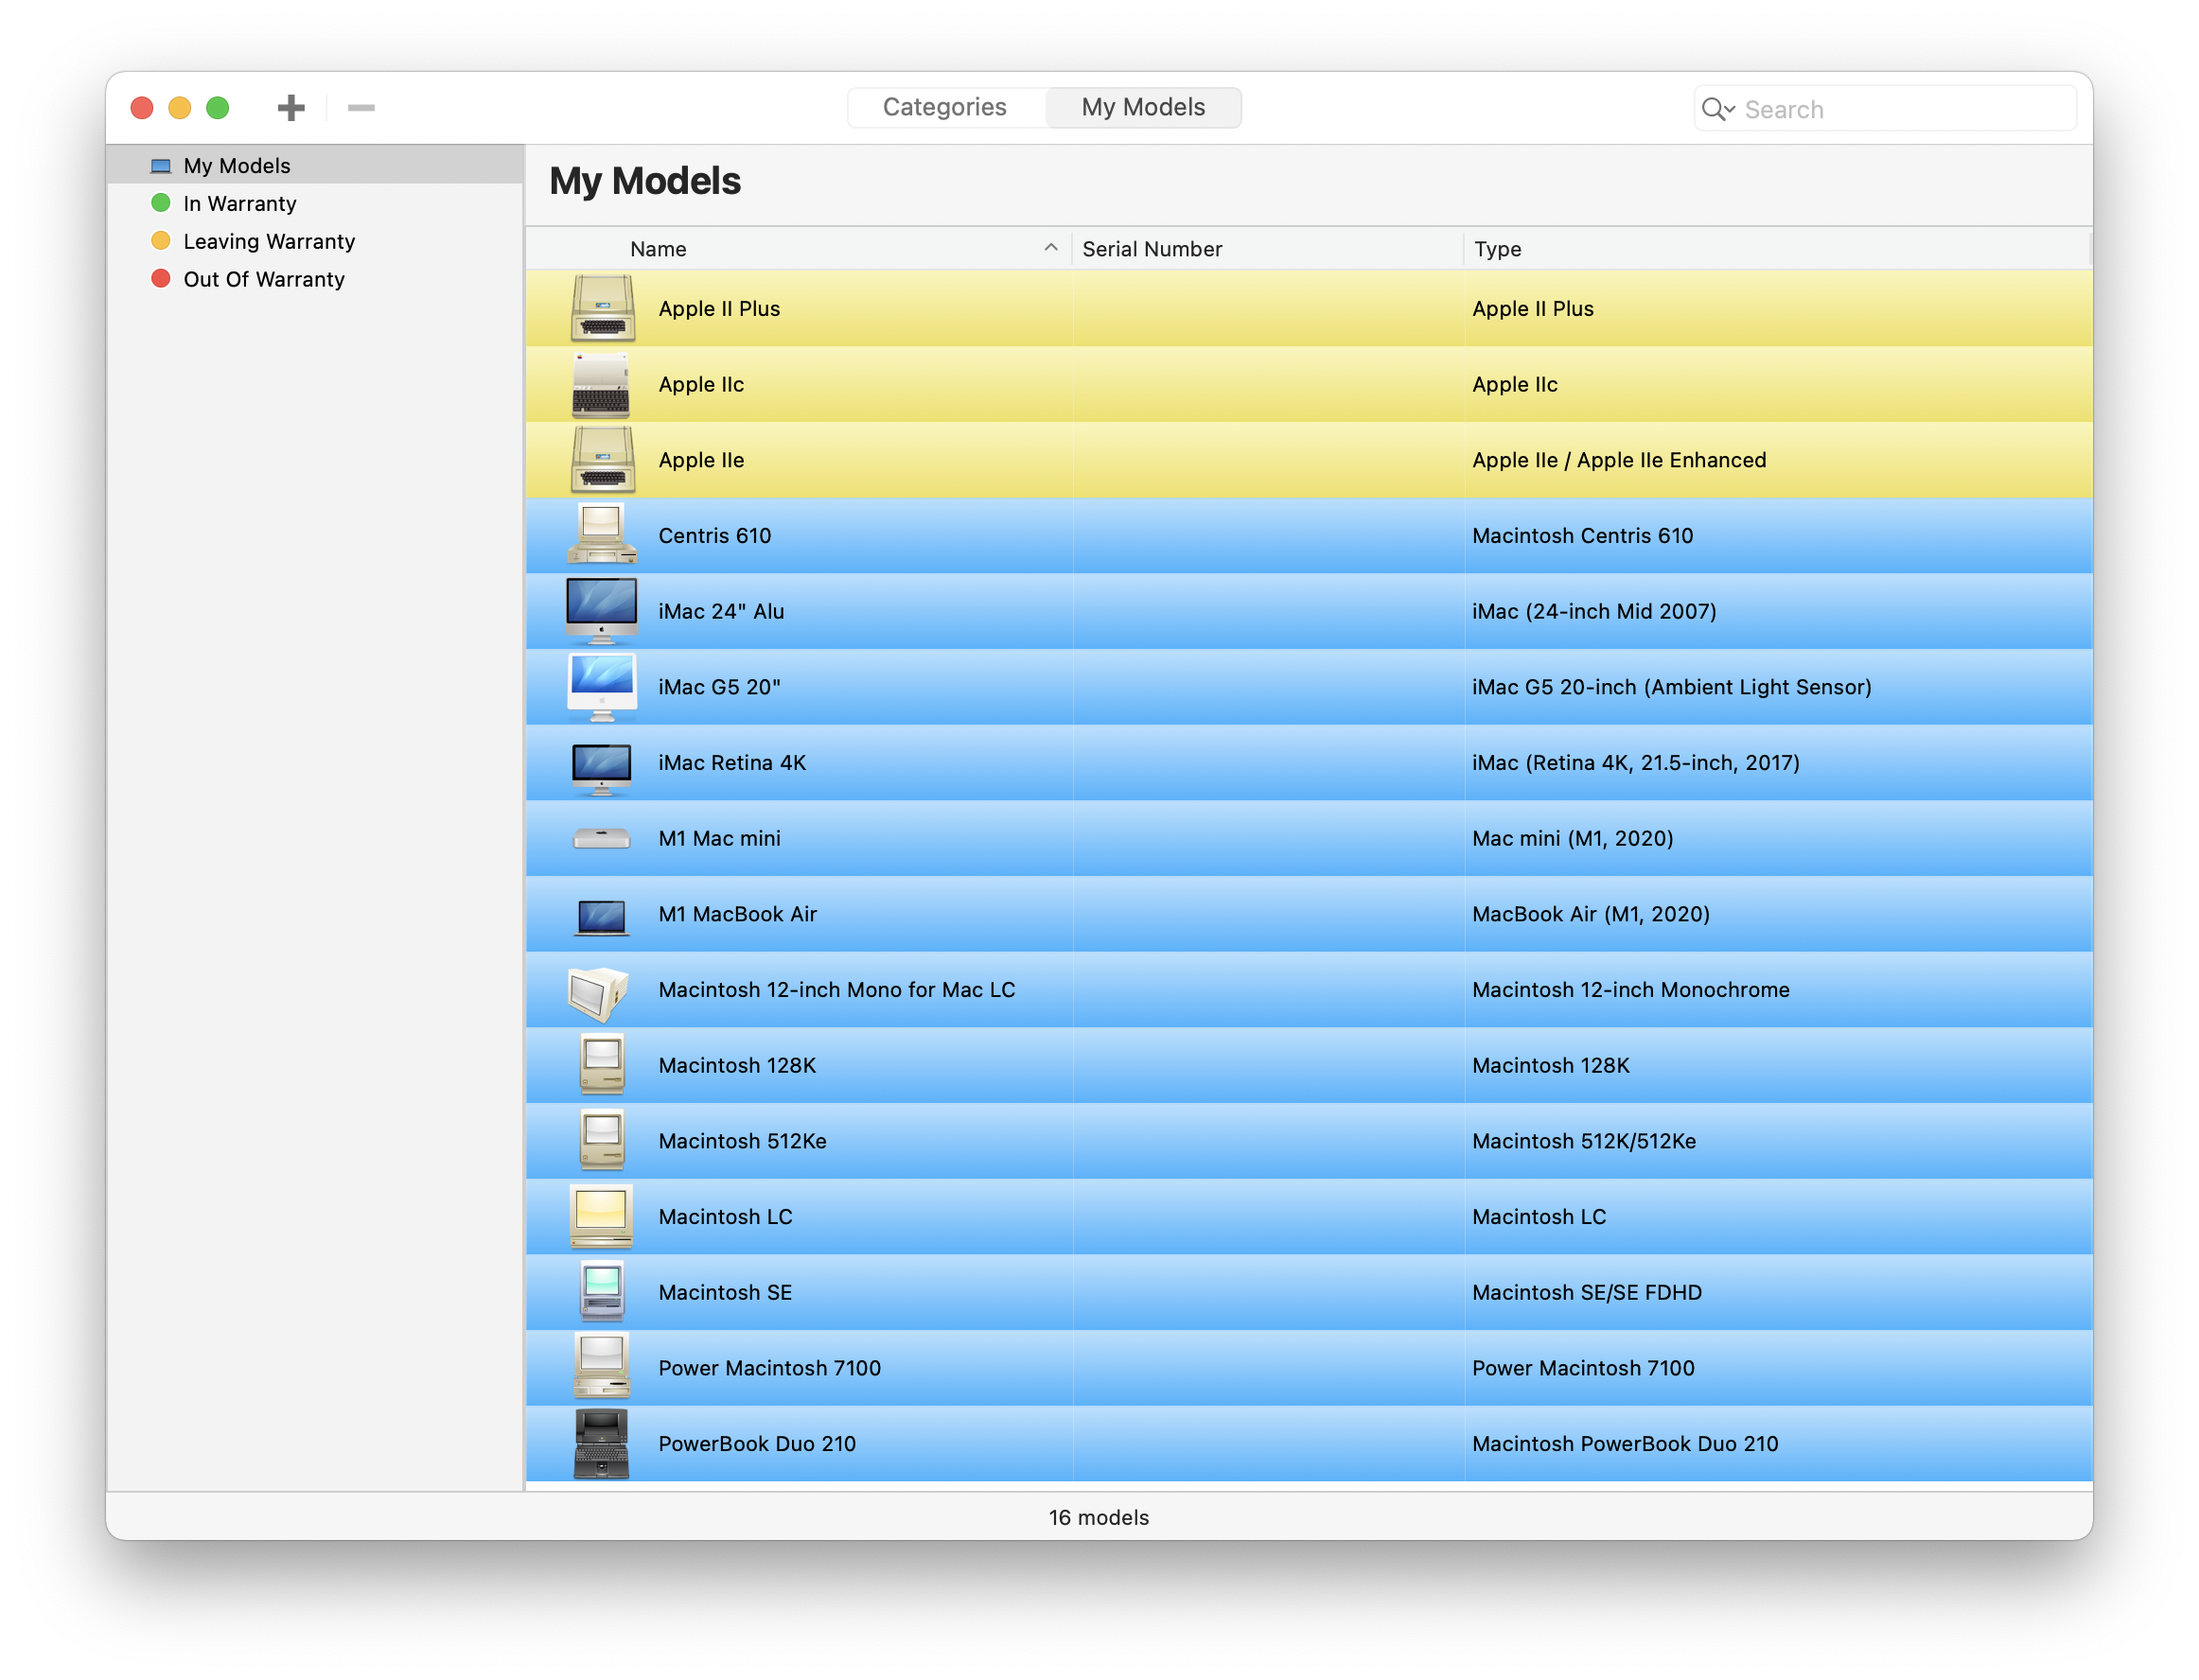 Categories My Models Search
My Models
In Warranty
Leaving Warranty
Out Of Warranty
My Models
Name Serial Number Type
Apple II Plus Apple II Plus
Apple IIc Apple IIc
Apple IIe Apple IIe / Apple IIe Enhanced
Centris 610 Macintosh Centris 610
iMac 24" Alu iMac (24-inch Mid 2007)
iMac G5 20" iMac G5 20-inch (Ambient Light Sensor)
iMac Retina 4K iMac (Retina 4K, 21.5-inch, 2017)
M1 Mac mini Mac mini (M1, 2020)
M1 MacBook Air MacBook Air (M1, 2020)
Macintosh 12-inch Mono for Mac LC Macintosh 12-inch Monochrome
Macintosh 128K Macintosh 128K
Macintosh 512Ke Macintosh 512K/512Ke
Macintosh LC Macintosh LC
Macintosh SE Macintosh SE/SE FDHD
Power Macintosh 7100 Power Macintosh 7100
PowerBook Duo 210 Macintosh PowerBook Duo 210
16 models